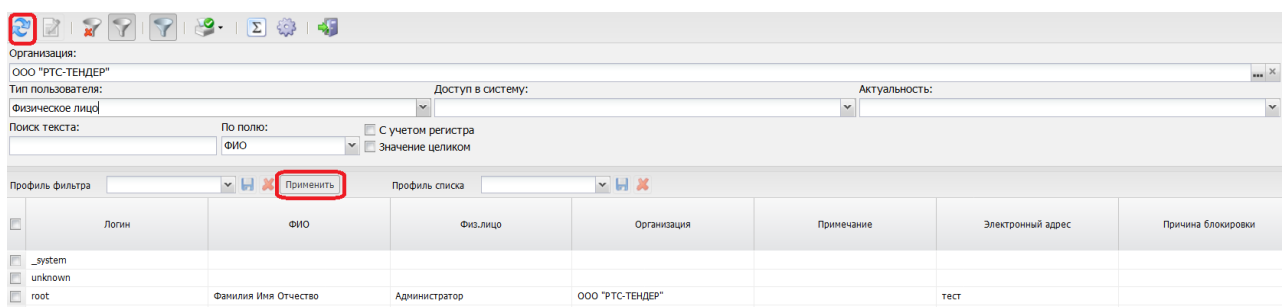 Организация:
ООО "РТС-ТЕНДЕР"
Тип пользователя: Доступ в систему: Актуальность:
Физическое лицо
Поиск текста: По полю: С учетом регистра
ФИО Значение целиком
Профиль фильтра Применить Профиль списка
Логин ФИО Физ.лицо Организация Примечание Электронный адрес Причина блокировки
_system
unknown
root Фамилия Имя Отчество Администратор ООО "РТС-ТЕНДЕР" тест